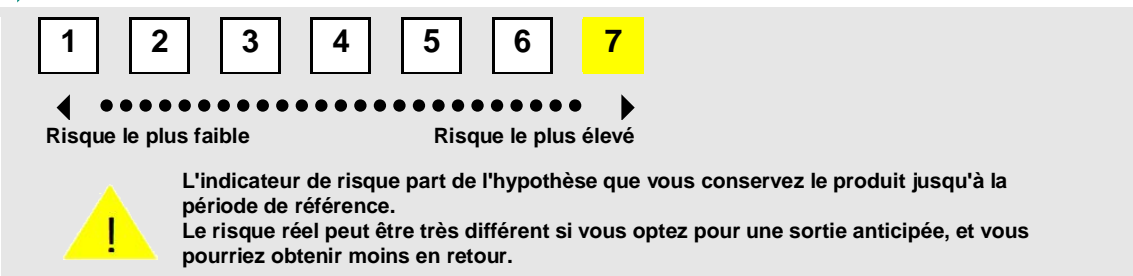 1 2 3 4 5 6 7
Risque le plus faible Risque le plus élevé
L'indicateur de risque part de l'hypothèse que vous conservez le produit jusqu'à la
période de référence.
Le risque réel peut être très différent si vous optez pour une sortie anticipée, et vous
pourriez obtenir moins en retour.
!